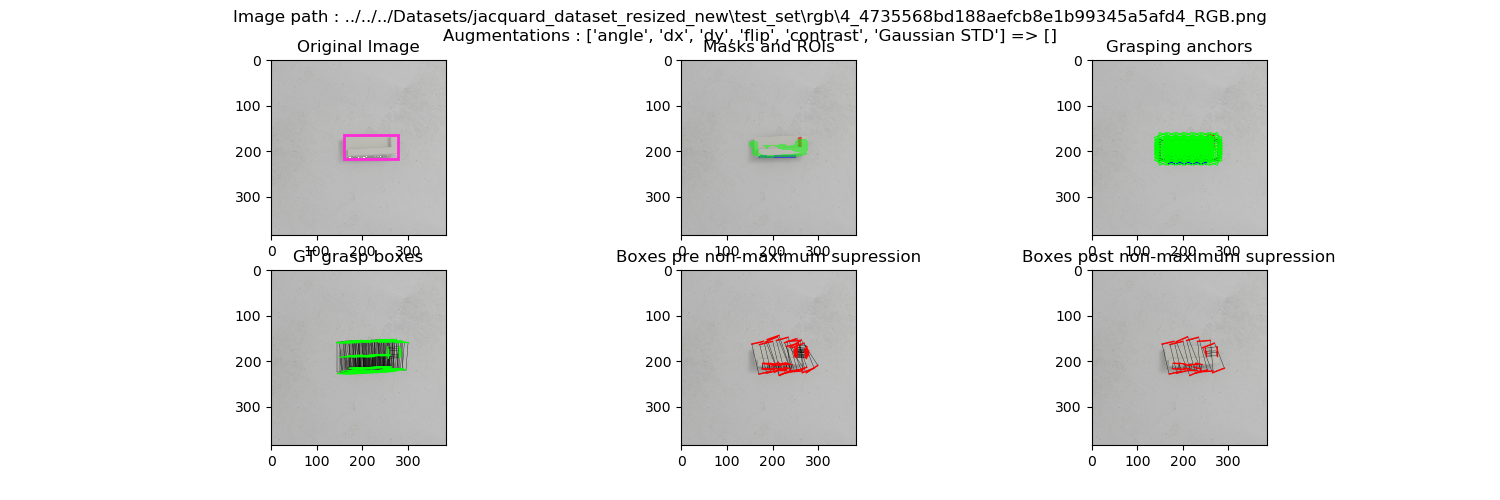 Image path : ../../../Datasets/jacquard_dataset_resized_new\test_set\rgb\4_4735568bd188aefcb8e1b99345a5afd4_RGB.png
Augmentations : ['angle', 'dx', 'dy', 'flip', 'contrast', 'Gaussian STD'] => []
Original Image
Masks and ROIs
Grasping anchors
0
100
200
300
0 100 200 300
0
100
200
300
0 100 200 300
0
100
200
300
0 100 200 300
GT grasp boxes
Boxes pre non-maximum supression
Boxes post non-maximum supression
0
100
200
300
0 100 200 300
0
100
200
300
0 100 200 300
0
100
200
300
0 100 200 300